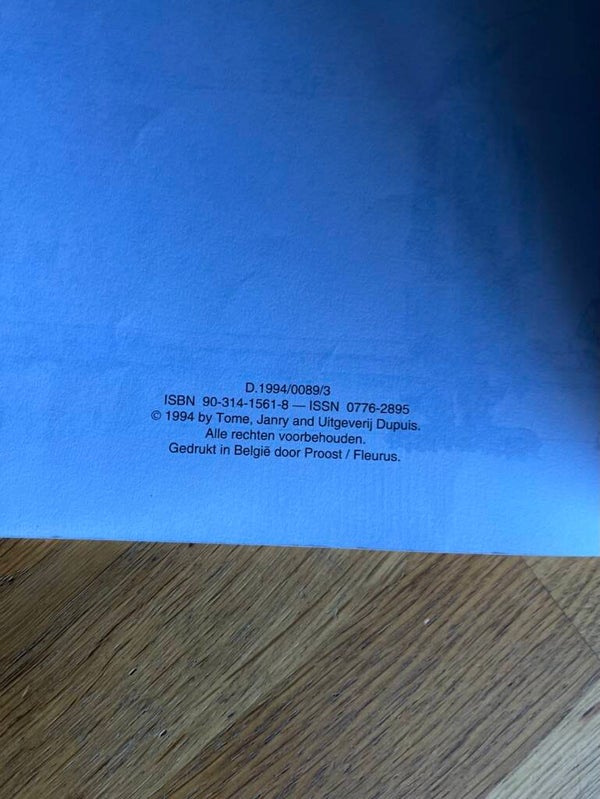 D.1994/0089/3
ISBN 90-314-1561-8 — ISSN 0776-2895
© 1994 by Tome, Janry and Uitgeverij Dupuis.
Alle rechten voorbehouden.
Gedrukt in België door Proost / Fleurus.